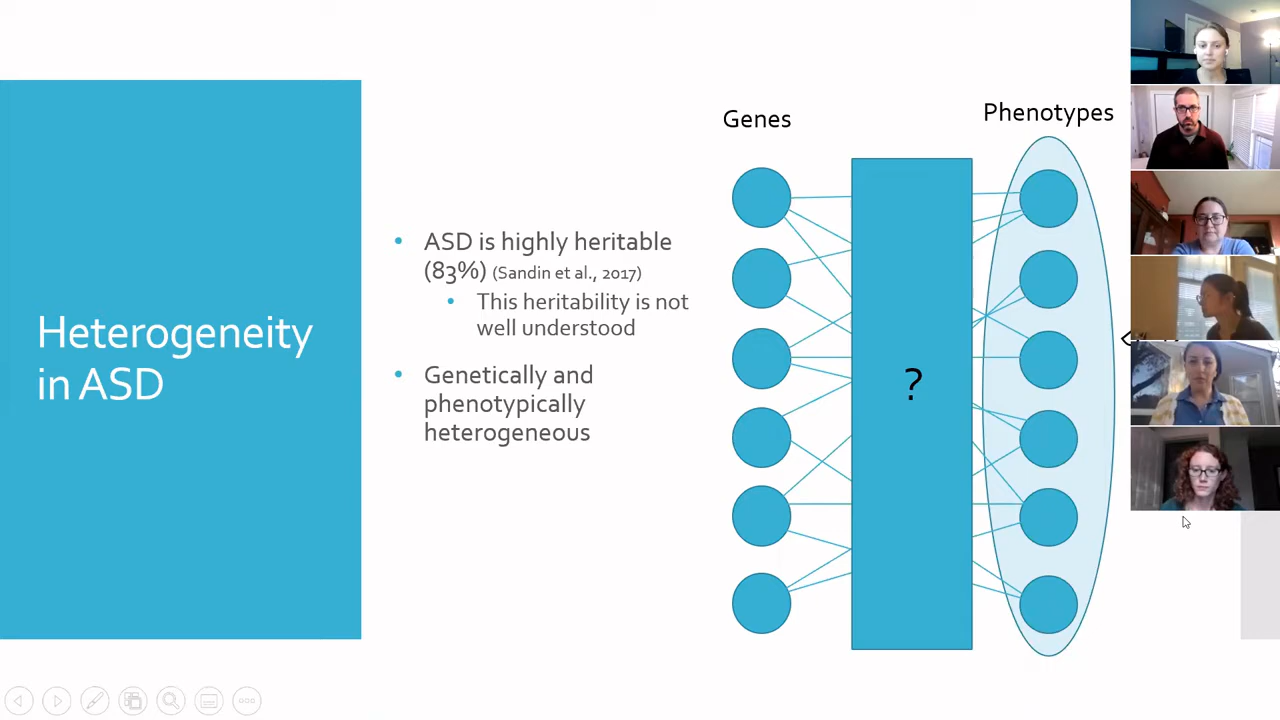 Heterogeneity
in ASD
ASD is highly heritable
(83%) (Sandin et al., 2017)
This heritability is not
well understood
Genetically and
phenotypically
heterogeneous
Genes
Phenotypes
?